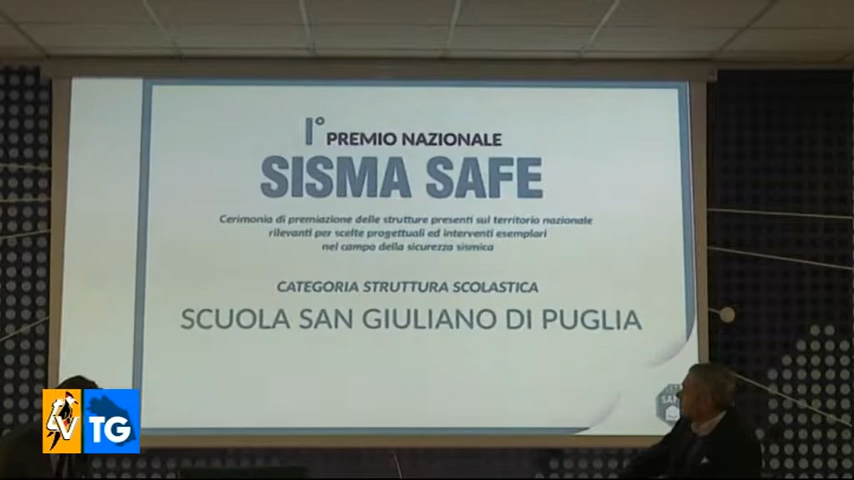 I° PREMIO NAZIONALE
SISMA SAFE
Cerimonia di premiazione delle strutture presenti sul territorio nazionale
rilevanti per scelte progettuali ed interventi esemplari
nel campo della sicurezza sismica
CATEGORIA STRUTTURA SCOLASTICA
SCUOLA SAN GIULIANO DI PUGLIA
LV TG